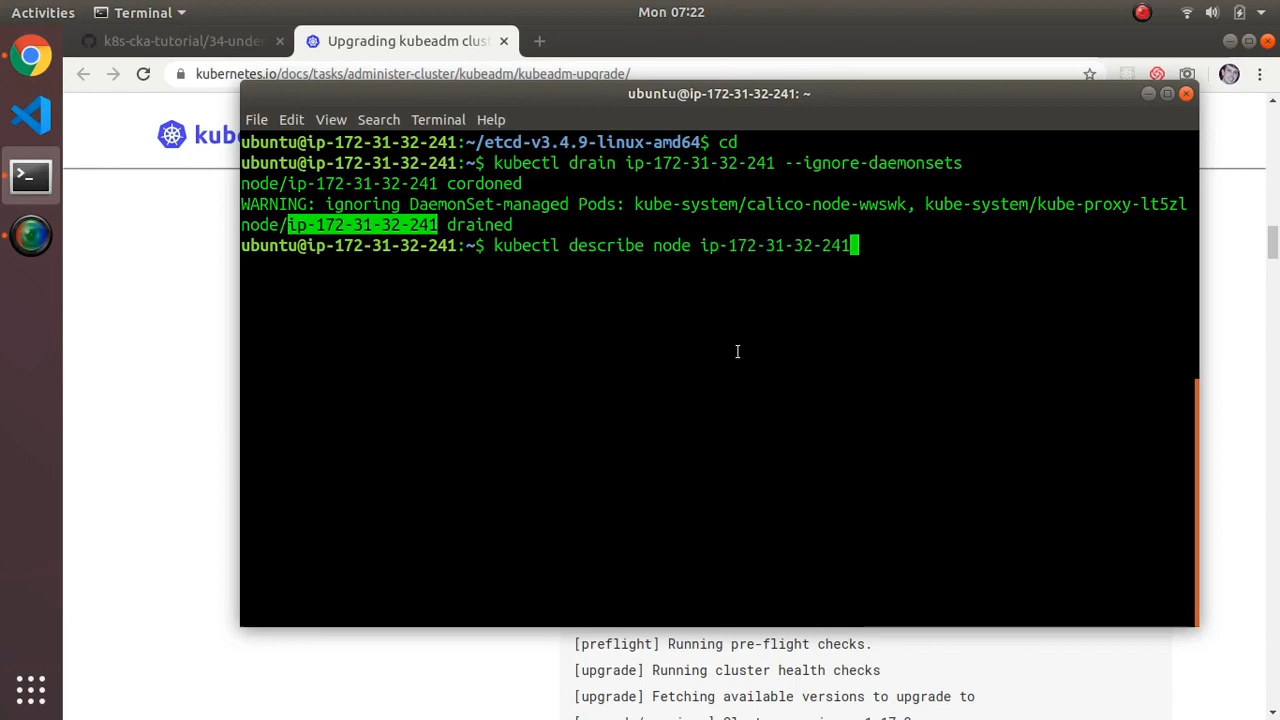 Activities Terminal Mon 07:22
k8s-cka-tutorial/34-under Upgrading kubeadm clust
kubernetes.io/docs/tasks/administer-cluster/kubeadm/kubeadm-upgrade/
kub
ubuntu@ip-172-31-32-241: ~
File Edit View Search Terminal Help
ubuntu@ip-172-31-32-241:~/etcd-v3.4.9-linux-amd64$ cd
ubuntu@ip-172-31-32-241:~$ kubectl drain ip-172-31-32-241 --ignore-daemonsets
node/ip-172-31-32-241 cordoned
WARNING: ignoring DaemonSet-managed Pods: kube-system/calico-node-wwswk, kube-system/kube-proxy-lt5zl
node/ip-172-31-32-241 drained
ubuntu@ip-172-31-32-241:~$ kubectl describe node ip-172-31-32-241
[preflight] Running pre-flight checks.
[upgrade] Running cluster health checks
[upgrade] Fetching available versions to upgrade to